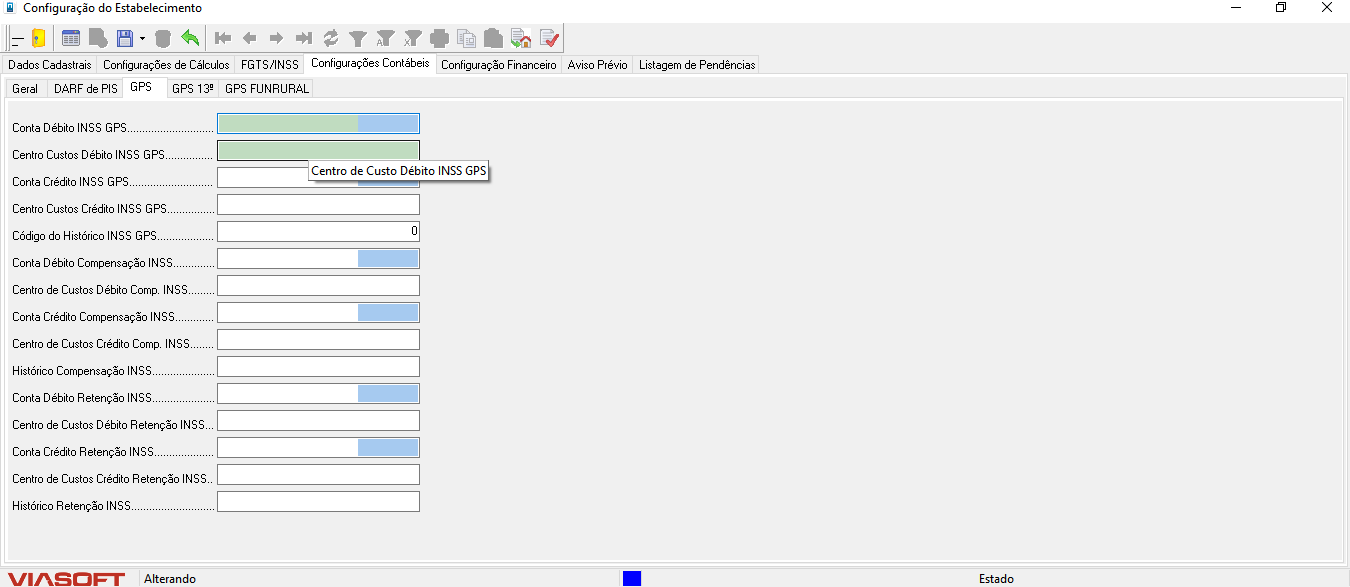 Configuração do Estabelecimento
Dados Cadastrais Configurações de Cálculos FGTS/INSS Configurações Contábeis Configuração Financeiro Aviso Prévio Listagem de Pendências
Geral DARF de PIS GPS GPS 13º GPS FUNRURAL
Conta Débito INSS GPS............................
Centro Custos Débito INSS GPS................
Centro de Custo Débito INSS GPS
Conta Crédito INSS GPS............................
Centro Custos Crédito INSS GPS................
Código do Histórico INSS GPS................... 0
Conta Débito Compensação INSS..............
Centro de Custos Débito Comp. INSS.........
Conta Crédito Compensação INSS.............
Centro de Custos Crédito Comp. INSS........
Histórico Compensação INSS.....................
Conta Débito Retenção INSS.....................
Centro de Custos Débito Retenção INSS...
Conta Crédito Retenção INSS....................
Centro de Custos Crédito Retenção INSS..
Histórico Retenção INSS............................
VIASOFT Alterando Estado